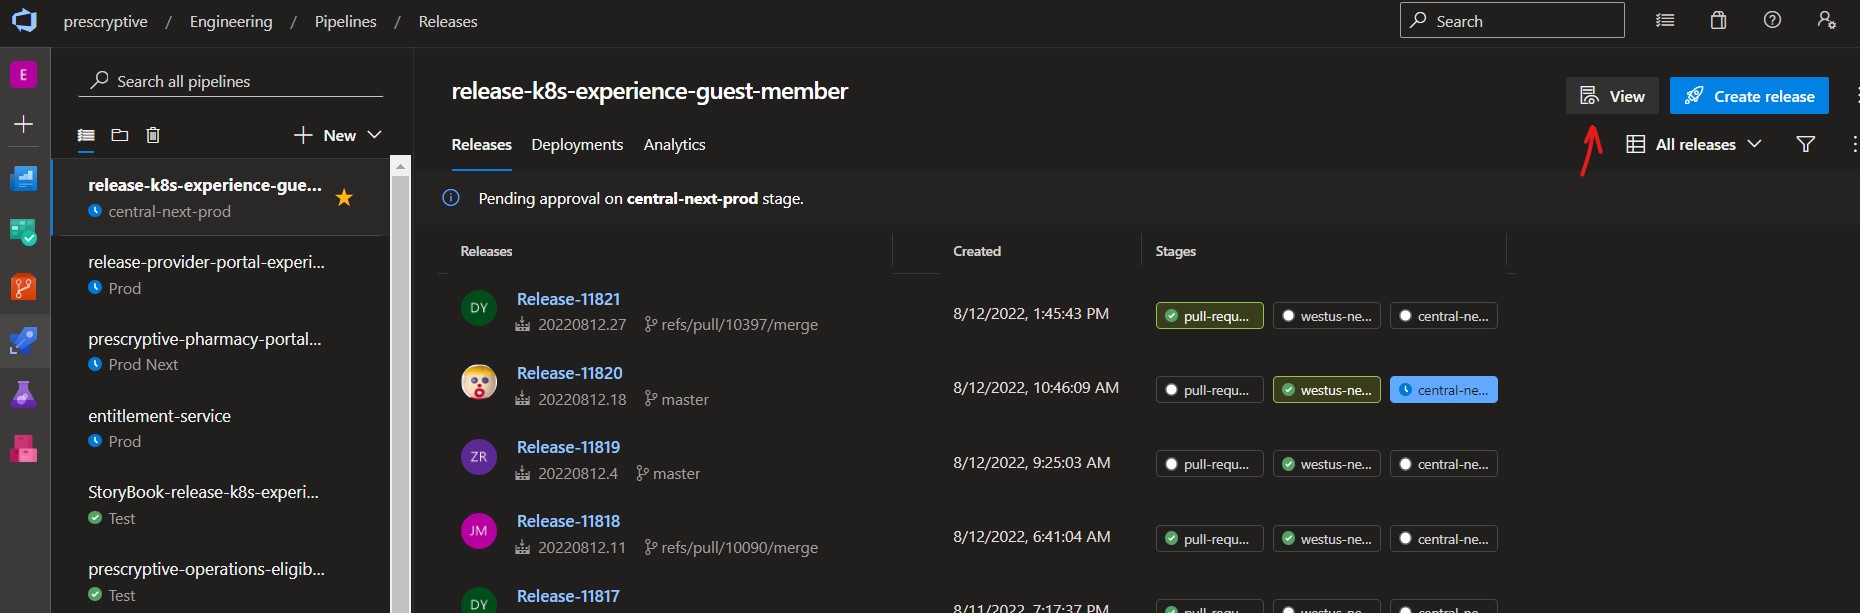 prescryptive / Engineering / Pipelines / Releases
Search
E
Search all pipelines
New
release-k8s-experience-gue...
central-next-prod
release-provider-portal-experi...
Prod
prescryptive-pharmacy-portal...
Prod Next
entitlement-service
Prod
StoryBook-release-k8s-experi...
Test
prescryptive-operations-eligib...
Test
release-k8s-experience-guest-member
View
Create release
Releases Deployments Analytics
All releases
Pending approval on central-next-prod stage.
Releases Created Stages
DY Release-11821 8/12/2022, 1:45:43 PM pull-requ... westus-ne... central-ne...
20220812.27 refs/pull/10397/merge
Release-11820 8/12/2022, 10:46:09 AM pull-requ... westus-ne... central-ne...
20220812.18 master
ZR Release-11819 8/12/2022, 9:25:03 AM pull-requ... westus-ne... central-ne...
20220812.4 master
JM Release-11818 8/12/2022, 6:41:04 AM pull-requ... westus-ne... central-ne...
20220812.11 refs/pull/10090/merge
DY Release-11817 8/11/2022, 7:17:37 PM pull-requ... westus-ne... central-ne...